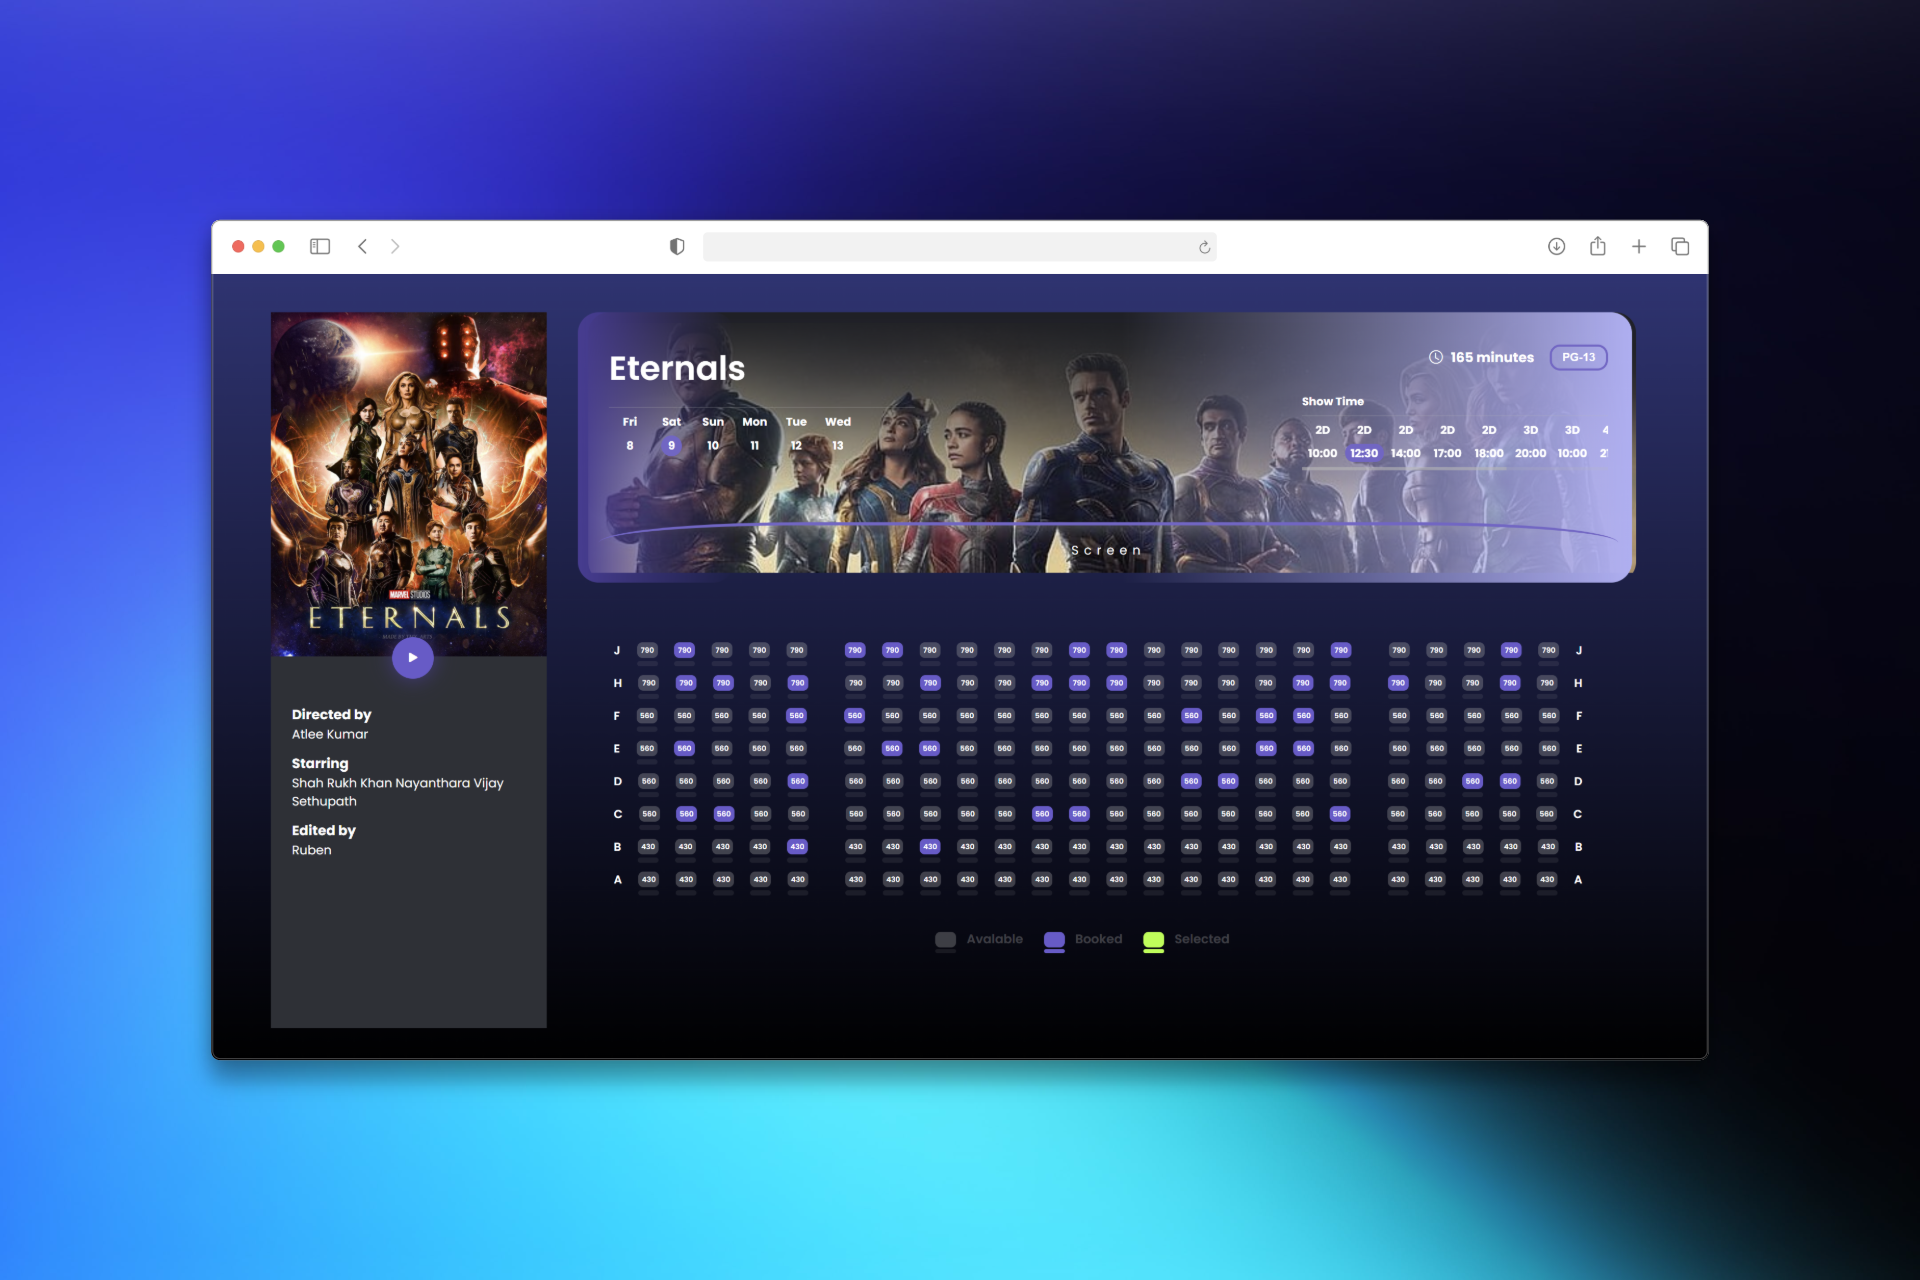 MARVEL STUDIOS
ETERNALS
Directed by
Atlee Kumar
Starring
Shah Rukh Khan Nayanthara Vijay
Sethupath
Edited by
Ruben
Eternals
165 minutes PG-13
Fri Sat Sun Mon Tue Wed
8 9 10 11 12 13
Show Time
2D 2D 2D 2D 2D 3D 3D 4
10:00 12:30 14:00 17:00 18:00 20:00 10:00 2
Screen
J 790 790 790 790 790 790 790 790 790 790 790 790 790 790 790 790 790 790 790 790 790 790 790 790 J
H 790 790 790 790 790 790 790 790 790 790 790 790 790 790 790 790 790 790 790 790 790 790 790 790 H
F 560 560 560 560 560 560 560 560 560 560 560 560 560 560 560 560 560 560 560 560 560 560 560 560 F
E 560 560 560 560 560 560 560 560 560 560 560 560 560 560 560 560 560 560 560 560 560 560 560 560 E
D 560 560 560 560 560 560 560 560 560 560 560 560 560 560 560 560 560 560 560 560 560 560 560 560 D
C 560 560 560 560 560 560 560 560 560 560 560 560 560 560 560 560 560 560 560 560 560 560 560 560 C
B 430 430 430 430 430 430 430 430 430 430 430 430 430 430 430 430 430 430 430 430 430 430 430 430 B
A 430 430 430 430 430 430 430 430 430 430 430 430 430 430 430 430 430 430 430 430 430 430 430 430 A
Avalable Booked Selected